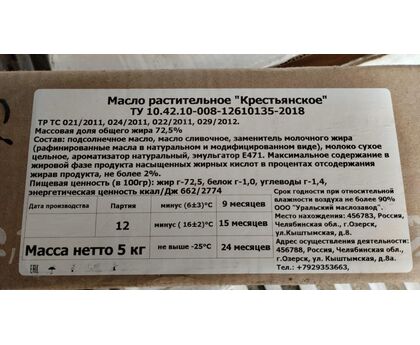 Масло растительное "Крестьянское"
ТУ 10.42.10-008-12610135-2018
ТР ТС 021/2011, 024/2011, 022/2011, 029/2012.
Массовая доля общего жира 72,5%
Состав: подсолнечное масло, масло сливочное, заменитель молочного жира
(рафинированные масла в натуральном и модифицированном виде), молоко сухое
цельное, ароматизатор натуральный, эмульгатор Е471. Максимальное содержание в
жировой фазе продукта насыщенных жирных кислот в процентах отсодержания
жирав продукта, не более 2%.
Пищевая ценность (в 100гр): жир г-72,5, белок г-1,0, углеводы г-1,4,
энергетическая ценность ккал/Дж 662/2774
Дата производства
Партия
минус (6±3)°С
9 месяцев
12
минус (16±2)°С
15 месяцев
не выше -25°С
24 месяцев
Масса нетто 5 кг
Срок годности при относительной
влажности воздуха не более 90%
ООО "Уральский маслозавод".
Место нахождения: 456783, Россия,
Челябинская обл., г.Озерск,
ул.Кыштымская, д.8а.
Адрес осуществления деятельности:
456788, Россия, Челябинская обл.,
г.Озерск, ул.Кыштымская, д.8а
Тел.: +7929353663,
EAC